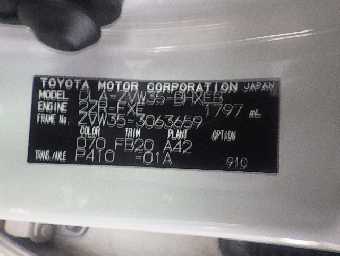 TOYOTA MOTOR CORPORATION JAPAN
MODEL DLA-ZVW35-BHXEB
ENGINE 2ZR-FXE 1797 mL
FRAME No. ZVW35-3063659
COLOR TRIM PLANT OPTION
070 FB20 A42
TRANS./AXLE P410 -01A 910